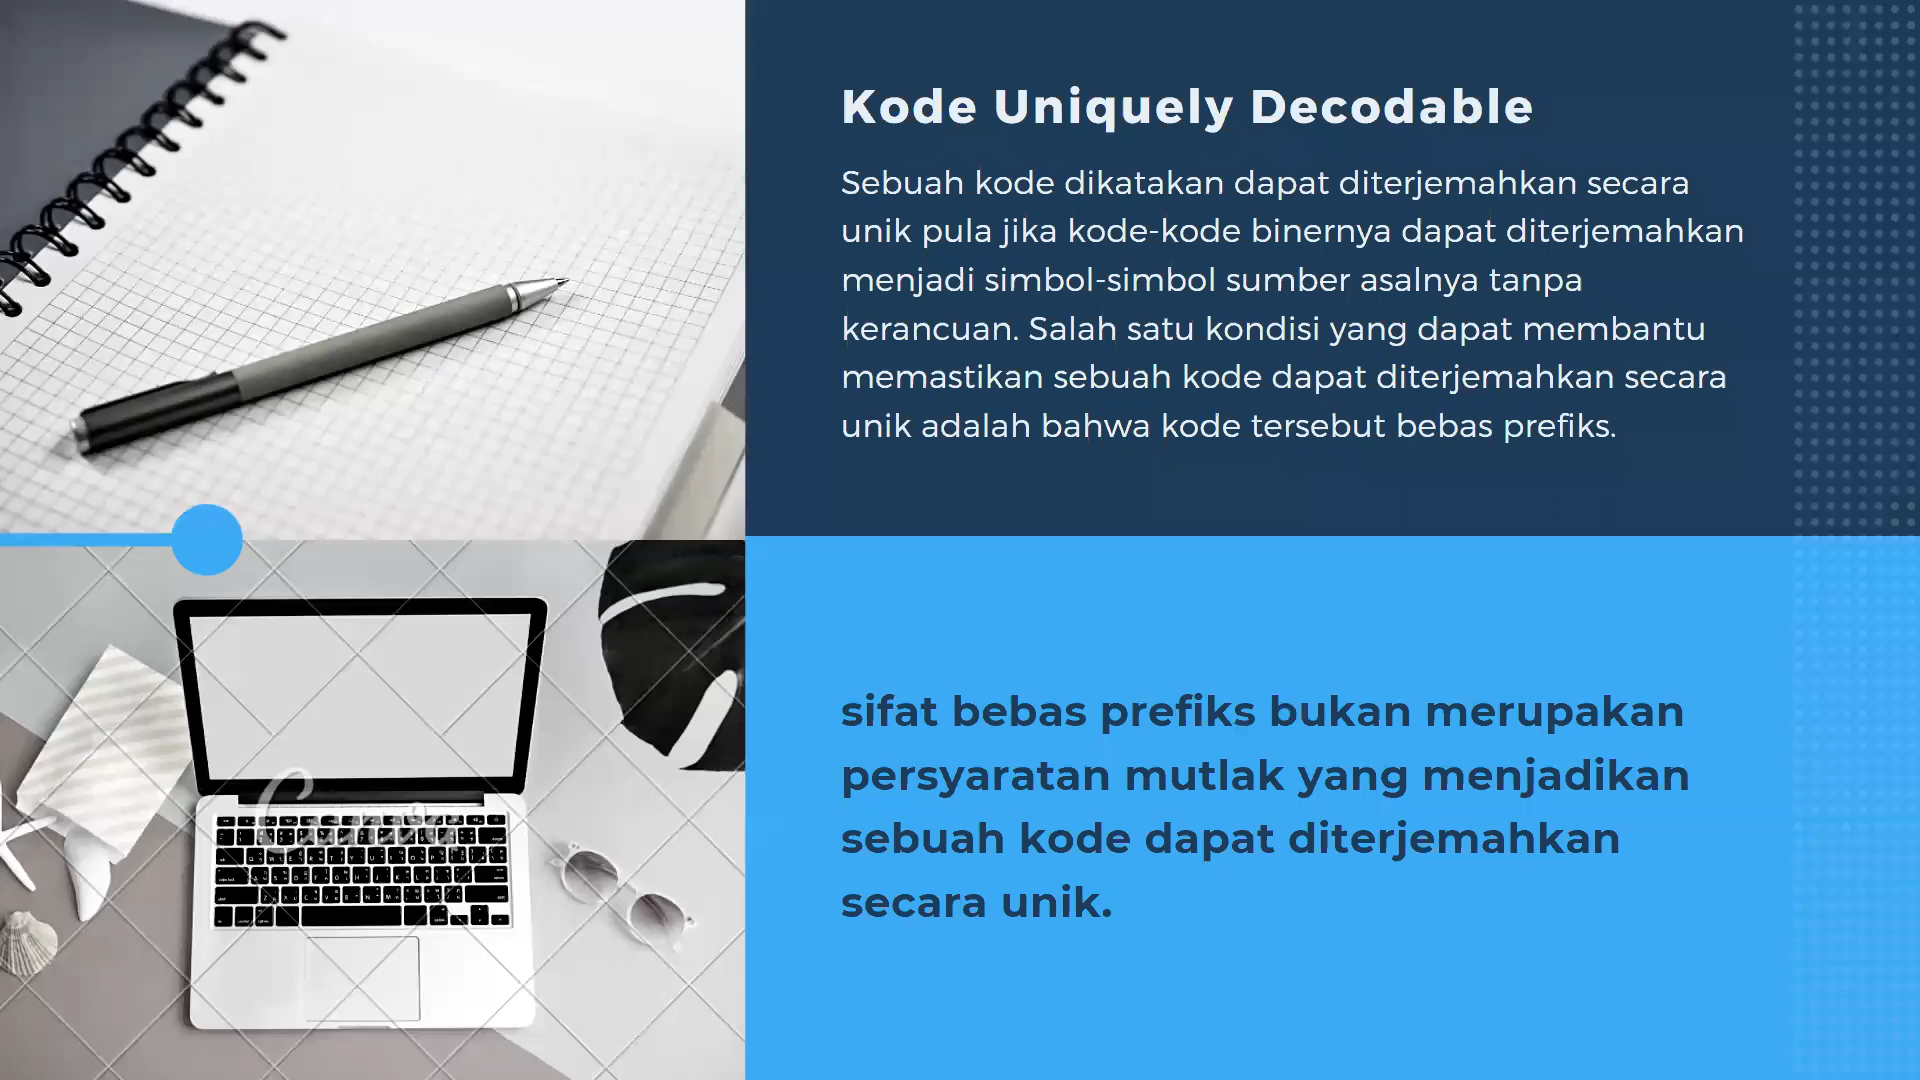 Kode Uniquely Decodable
Sebuah kode dikatakan dapat diterjemahkan secara
unik pula jika kode-kode binernya dapat diterjemahkan
menjadi simbol-simbol sumber asalnya tanpa
kerancuan. Salah satu kondisi yang dapat membantu
memastikan sebuah kode dapat diterjemahkan secara
unik adalah bahwa kode tersebut bebas prefiks.
sifat bebas prefiks bukan merupakan
persyaratan mutlak yang menjadikan
sebuah kode dapat diterjemahkan
secara unik.